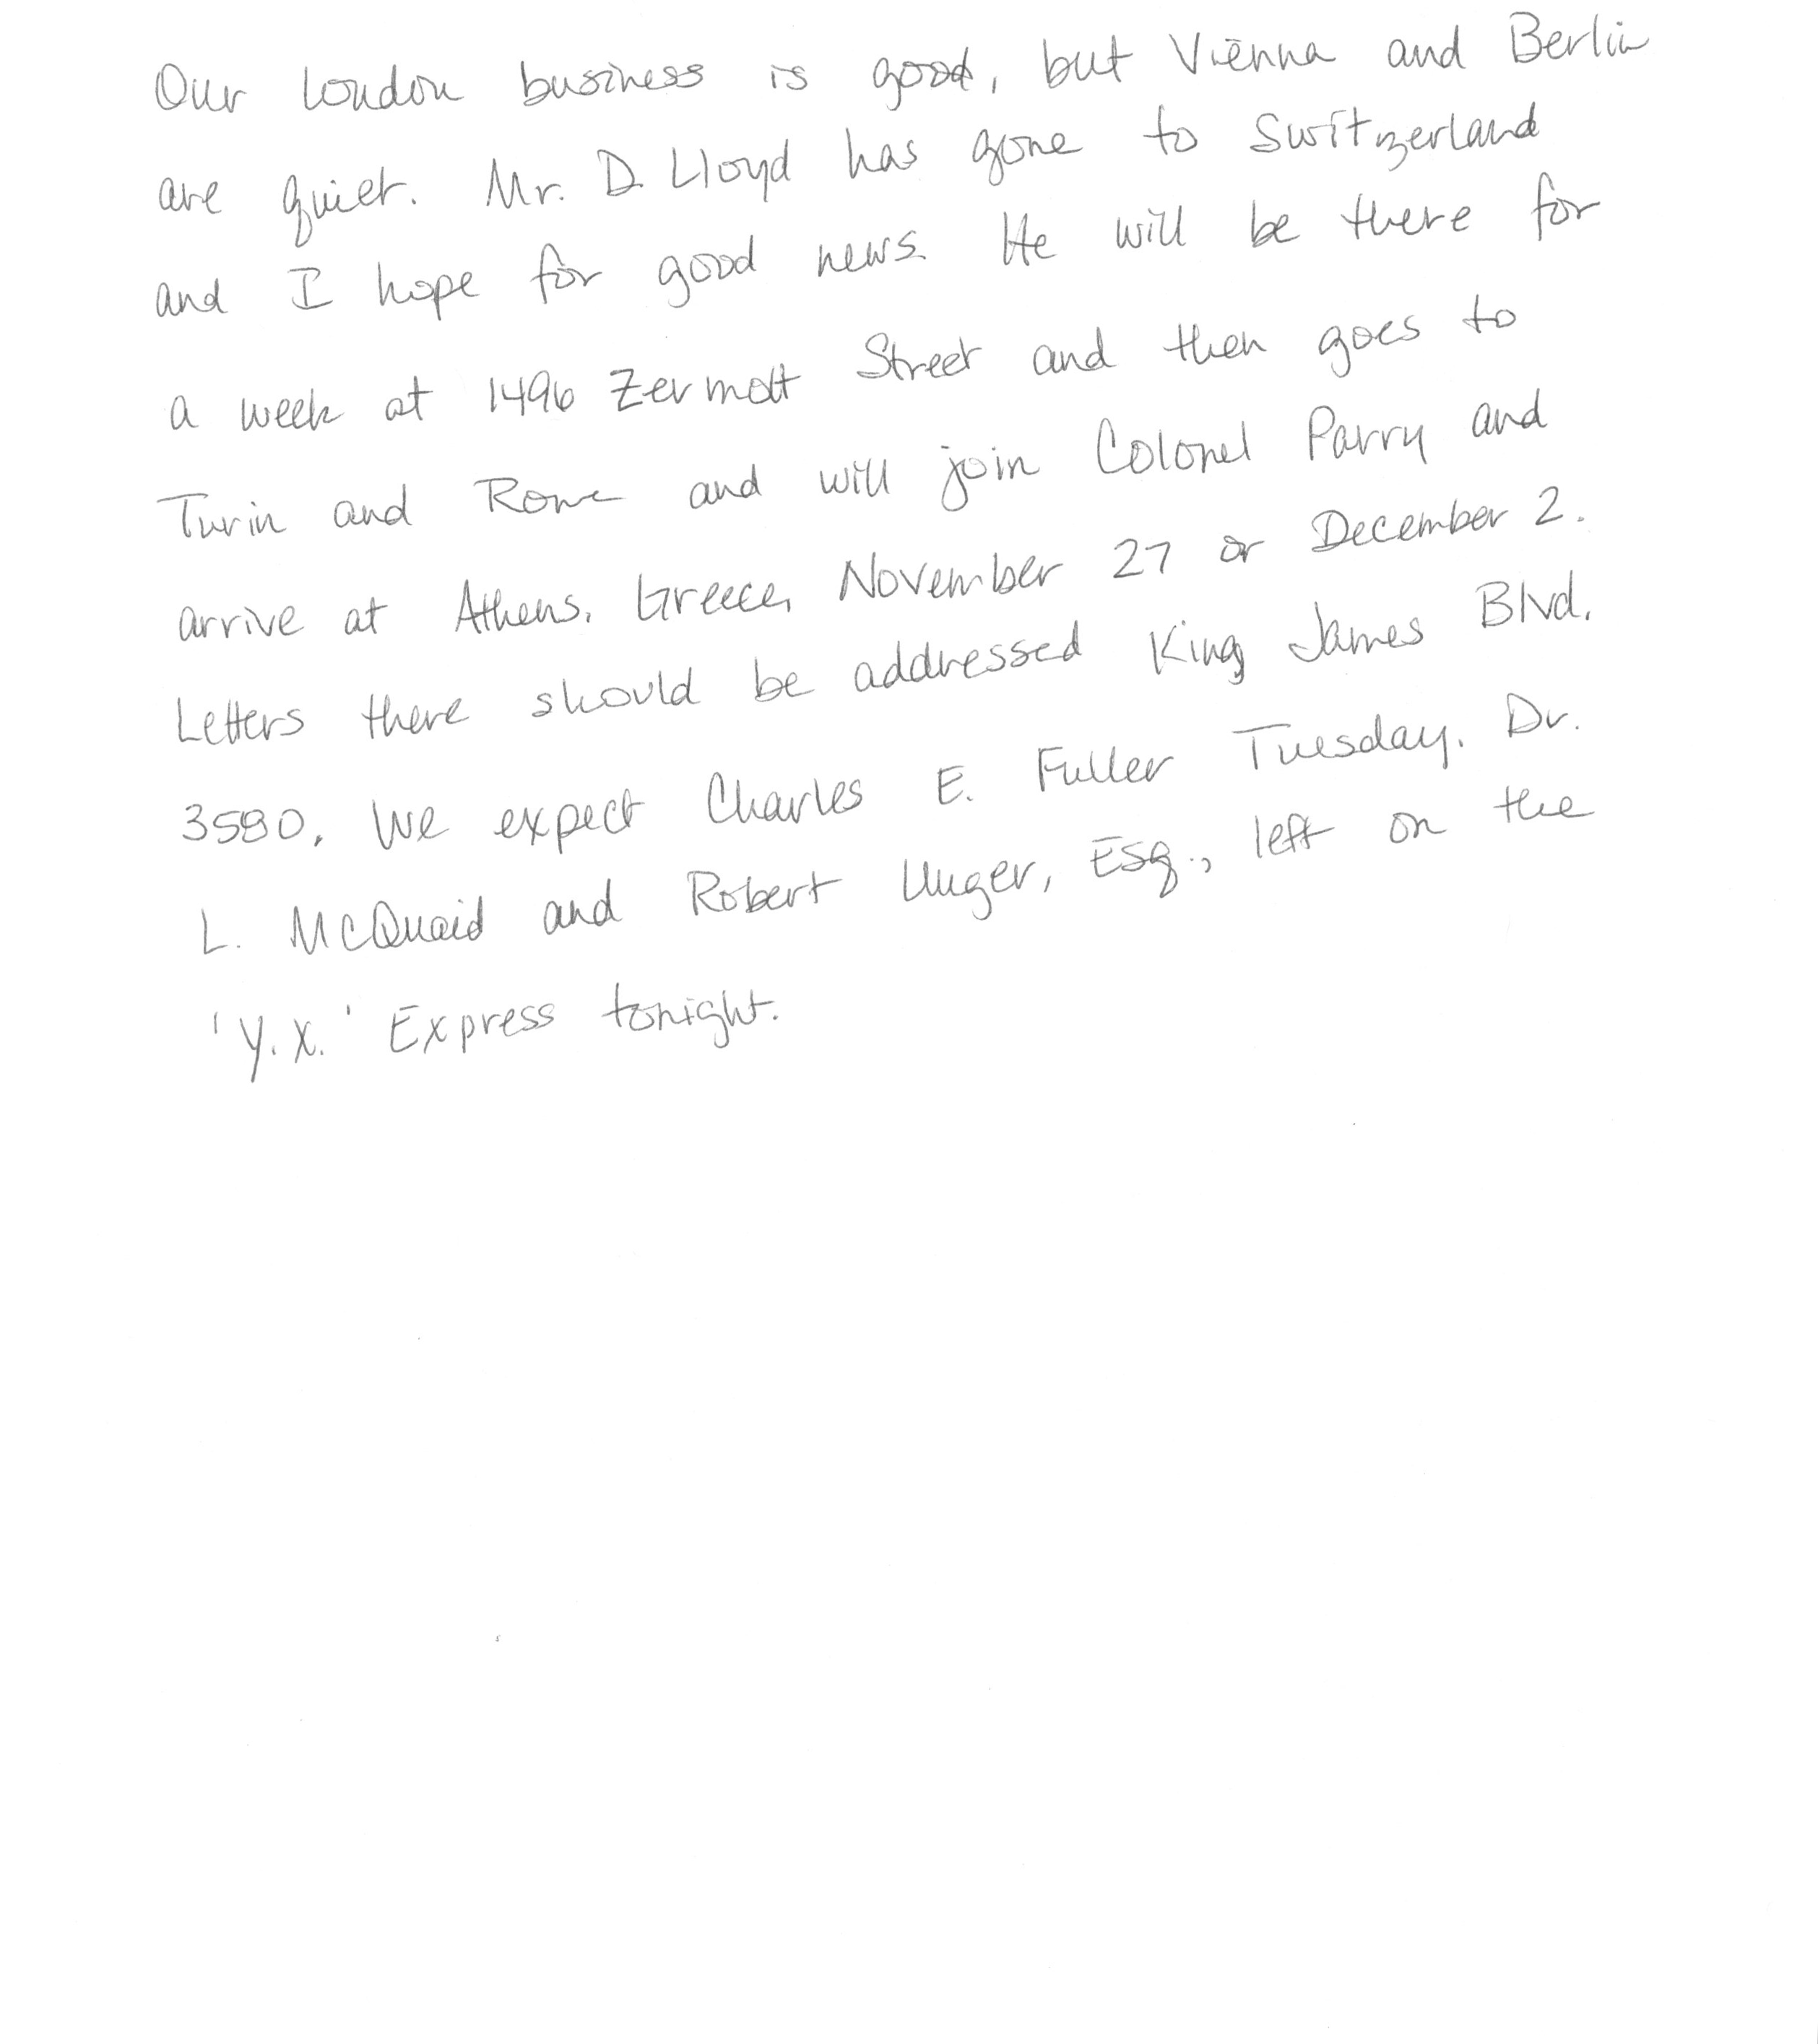 Our London business is good, but Vienna and Berlin
are quiet. Mr. D. Lloyd has gone to Switzerland
and I hope for good news. He will be there for
a week at 1496 Zermott Street and then goes to
Turin and Rome and will join Colonel Parry and
arrive at Athens, Greece, November 27 or December 2.
Letters there should be addressed King James Blvd.
3580. We expect Charles E. Fuller Tuesday. Dr.
L. McQuaid and Robert Unger, Esq., left on the
'Y.X.' Express tonight.